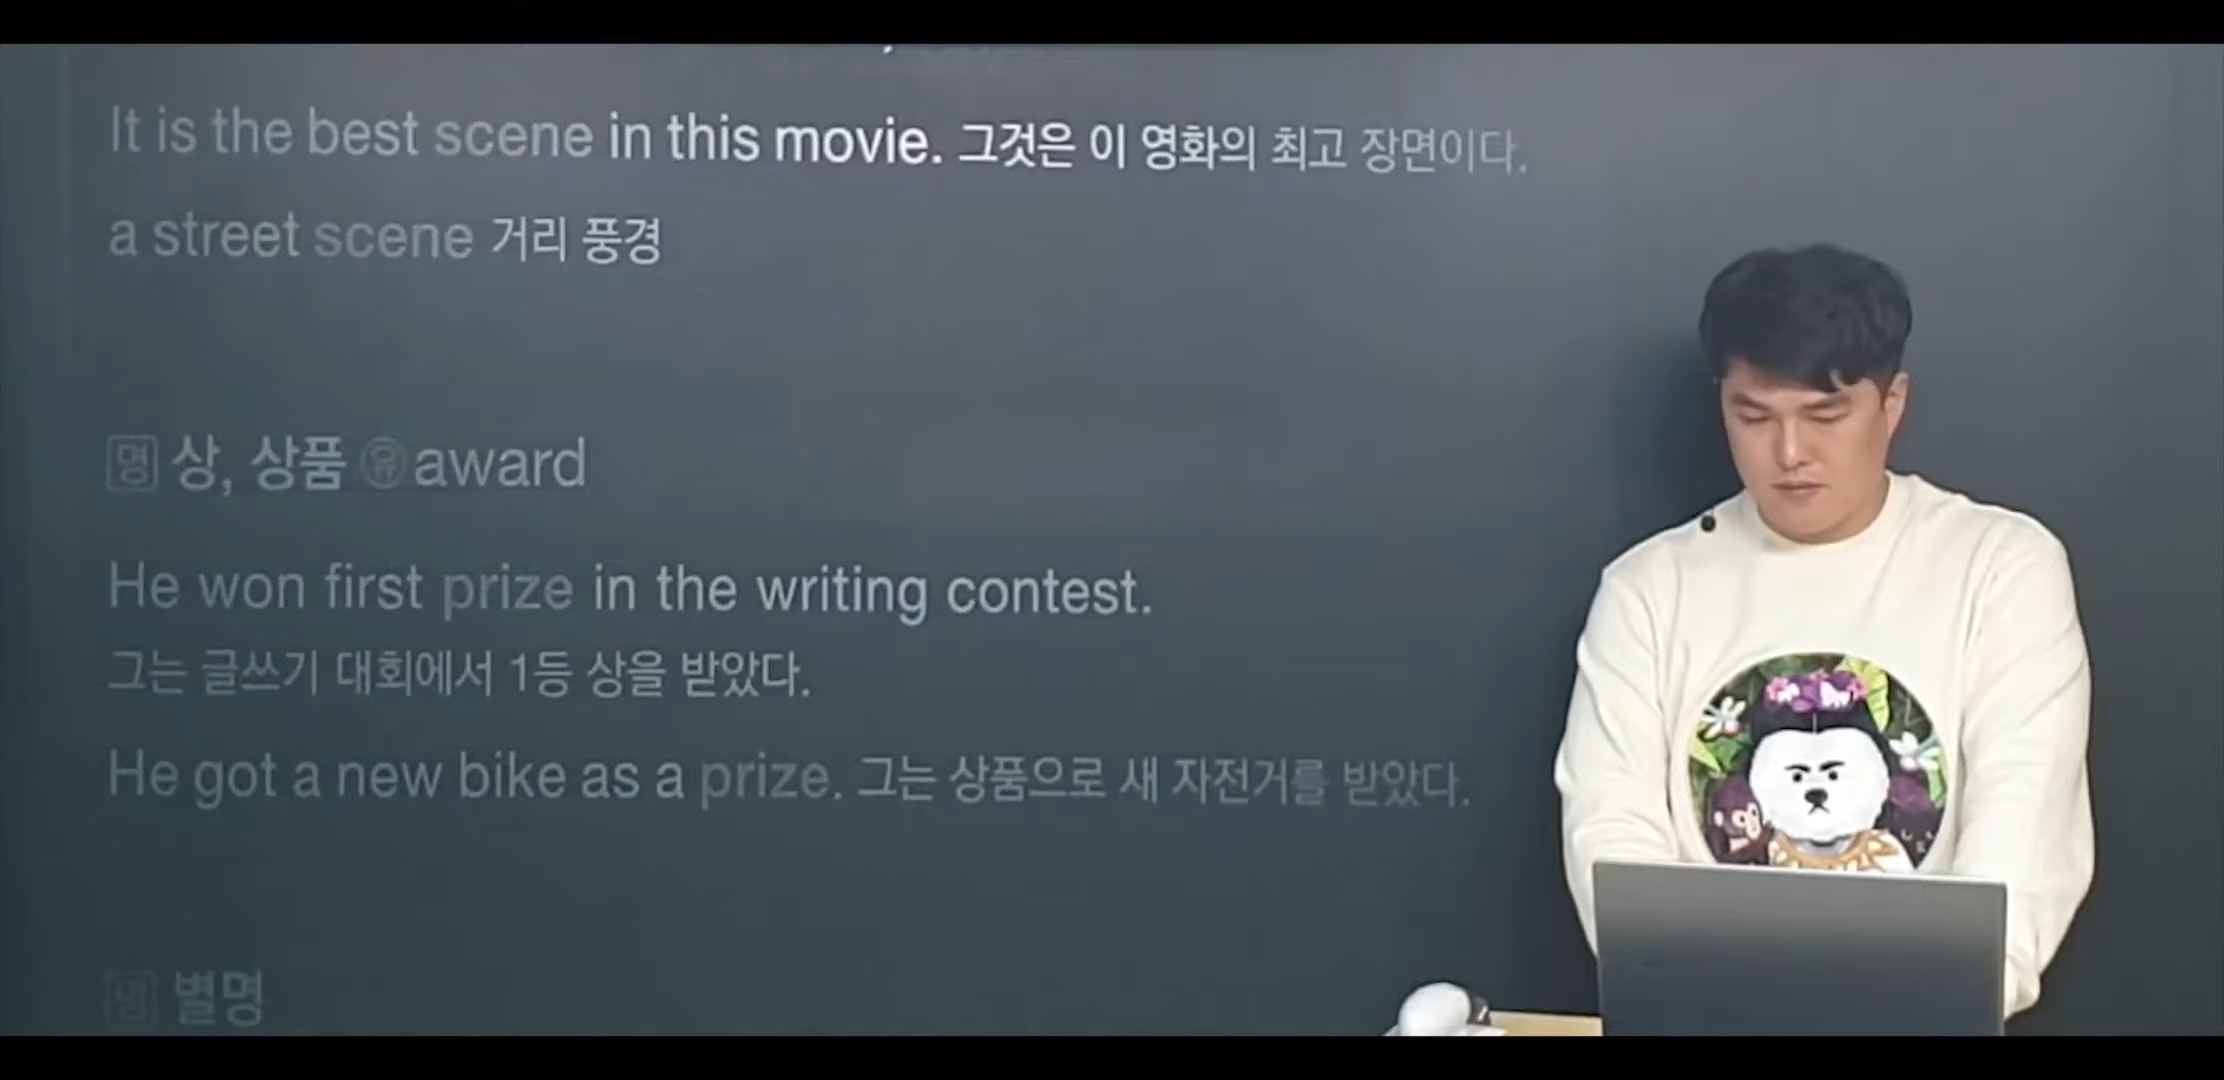 It is the best scene in this movie. 그것은 이 영화의 최고 장면이다.
a street scene 거리 풍경
명 상, 상품 유 award
He won first prize in the writing contest.
그는 글쓰기 대회에서 1등 상을 받았다.
He got a new bike as a prize. 그는 상품으로 새 자전거를 받았다.
명 별명